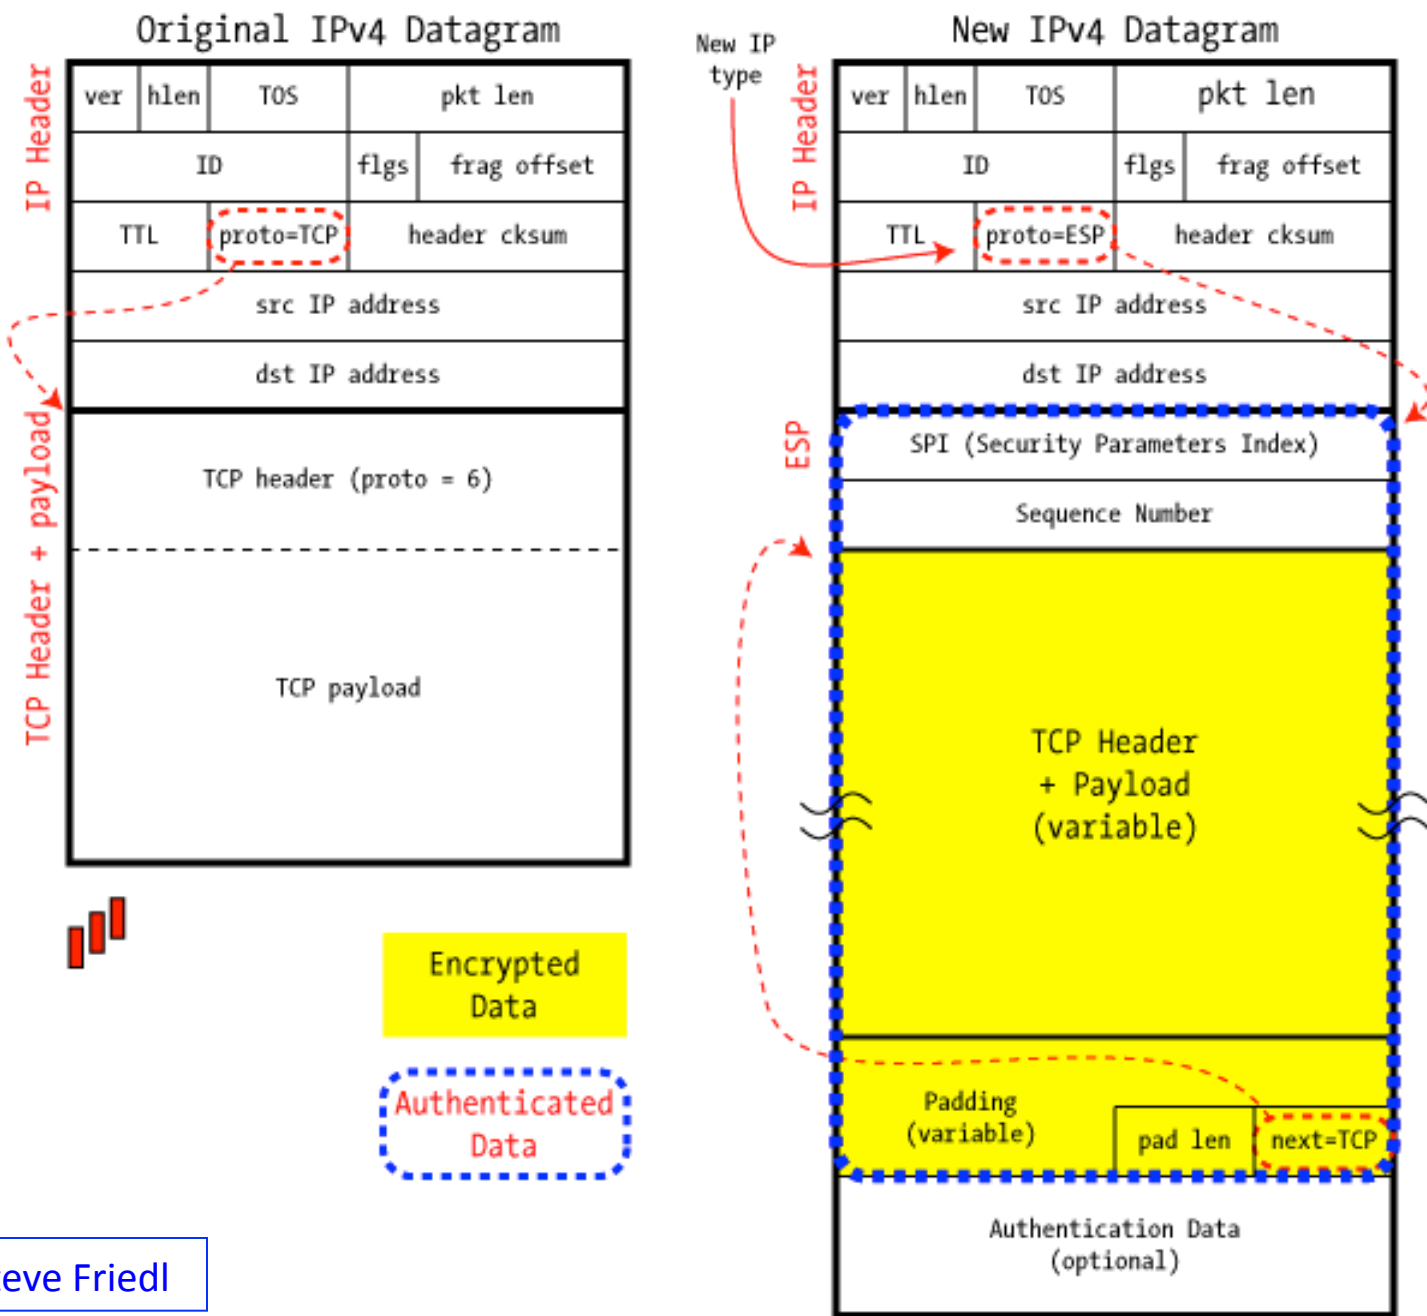 Original IPv4 Datagram
IP Header
ver hlen TOS pkt len
ID flgs frag offset
TTL proto=TCP header cksum
src IP address
dst IP address
TCP Header + payload
TCP header (proto = 6)
TCP payload
Encrypted
Data
Authenticated
Data
New IP
type
New IPv4 Datagram
IP Header
ver hlen TOS pkt len
ID flgs frag offset
TTL proto=ESP header cksum
src IP address
dst IP address
ESP
SPI (Security Parameters Index)
Sequence Number
TCP Header
+ Payload
(variable)
Padding
(variable)
pad len next=TCP
Authentication Data
(optional)
Friedl